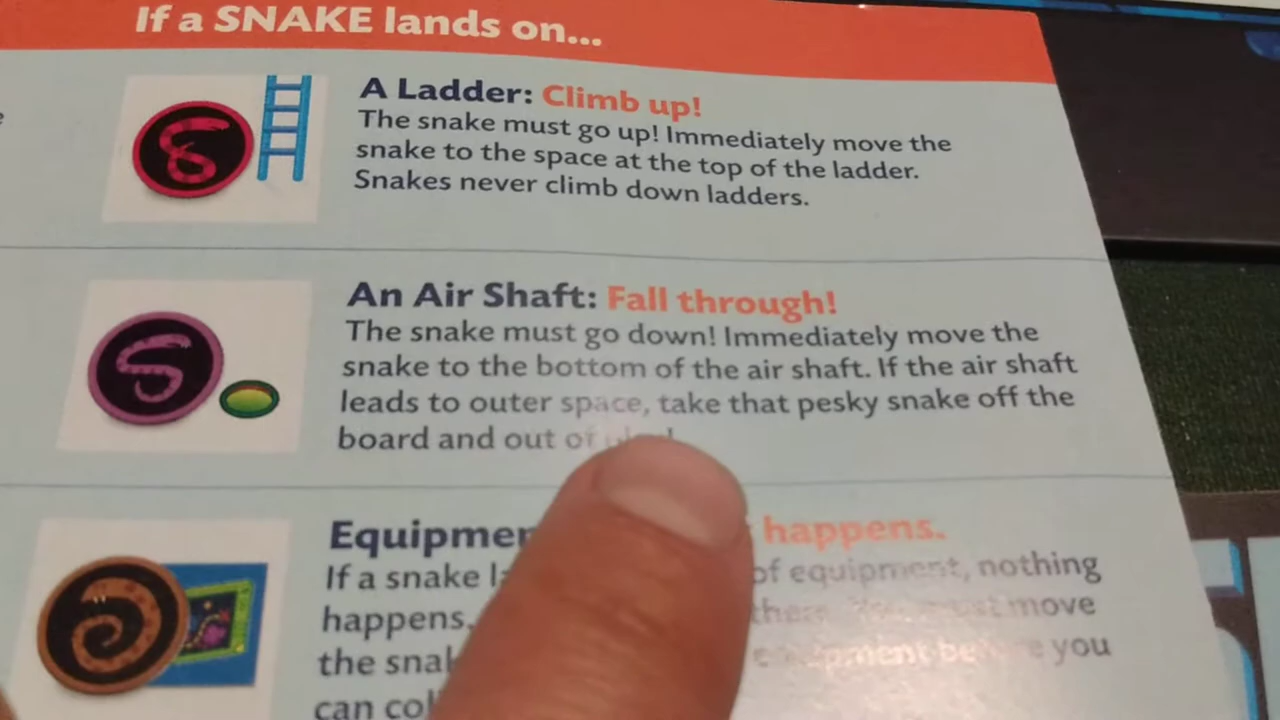 If a SNAKE lands on...
A Ladder: Climb up!
The snake must go up! Immediately move the
snake to the space at the top of the ladder.
Snakes never climb down ladders.
An Air Shaft: Fall through!
The snake must go down! Immediately move the
snake to the bottom of the air shaft. If the air shaft
leads to outer space, take that pesky snake off the
board and out of
happens.
If a snake of equipment, nothing
happens. move
the you
can